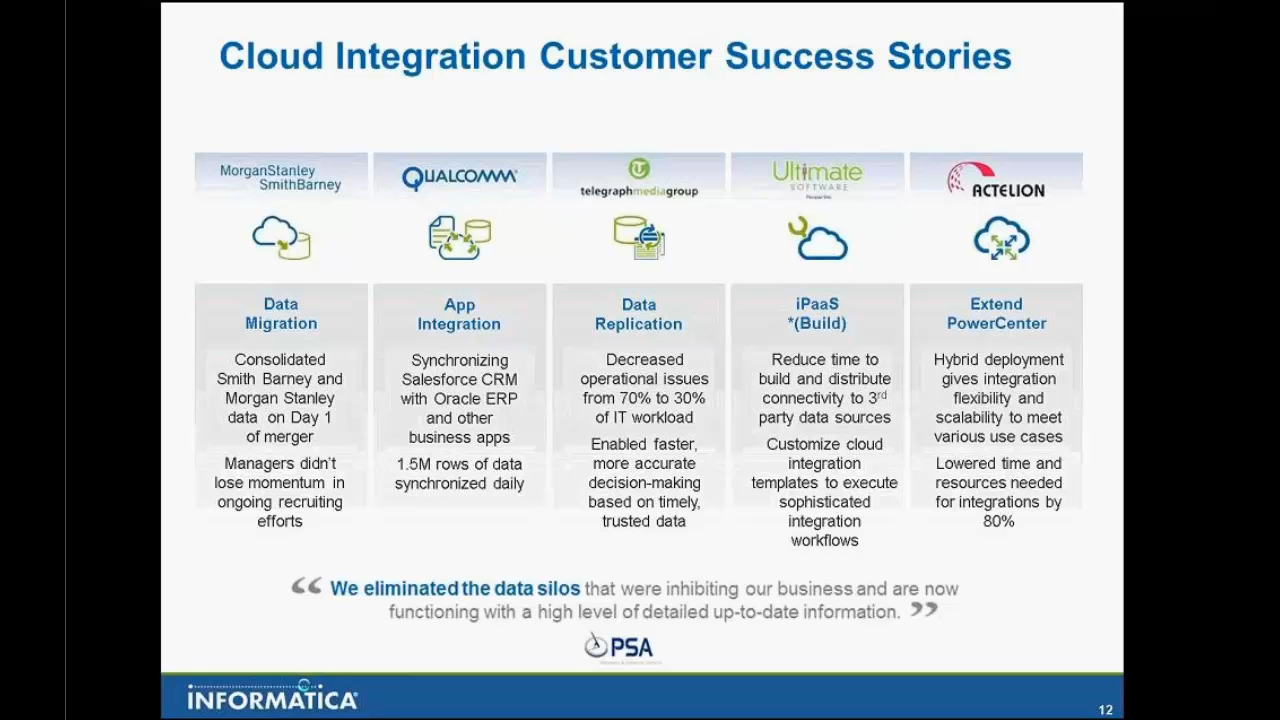 Cloud Integration Customer Success Stories
MorganStanley
SmithBarney
QUALCOMM®
telegraphmediagroup
Ultimate
SOFTWARE
ACTELION
Data
Migration
Consolidated
Smith Barney and
Morgan Stanley
data on Day 1
of merger
Managers didn't
lose momentum in
ongoing recruiting
efforts
App
Integration
Synchronizing
Salesforce CRM
with Oracle ERP
and other
business apps
1.5M rows of data
synchronized daily
Data
Replication
Decreased
operational issues
from 70% to 30%
of IT workload
Enabled faster,
more accurate
decision-making
based on timely,
trusted data
iPaaS
*(Build)
Reduce time to
build and distribute
connectivity to 3rd
party data sources
Customize cloud
integration
templates to execute
sophisticated
integration
workflows
Extend
PowerCenter
Hybrid deployment
gives integration
flexibility and
scalability to meet
various use cases
Lowered time and
resources needed
for integrations by
80%
“ We eliminated the data silos that were inhibiting our business and are now
functioning with a high level of detailed up-to-date information. ”
PSA
INFORMATICA®
12